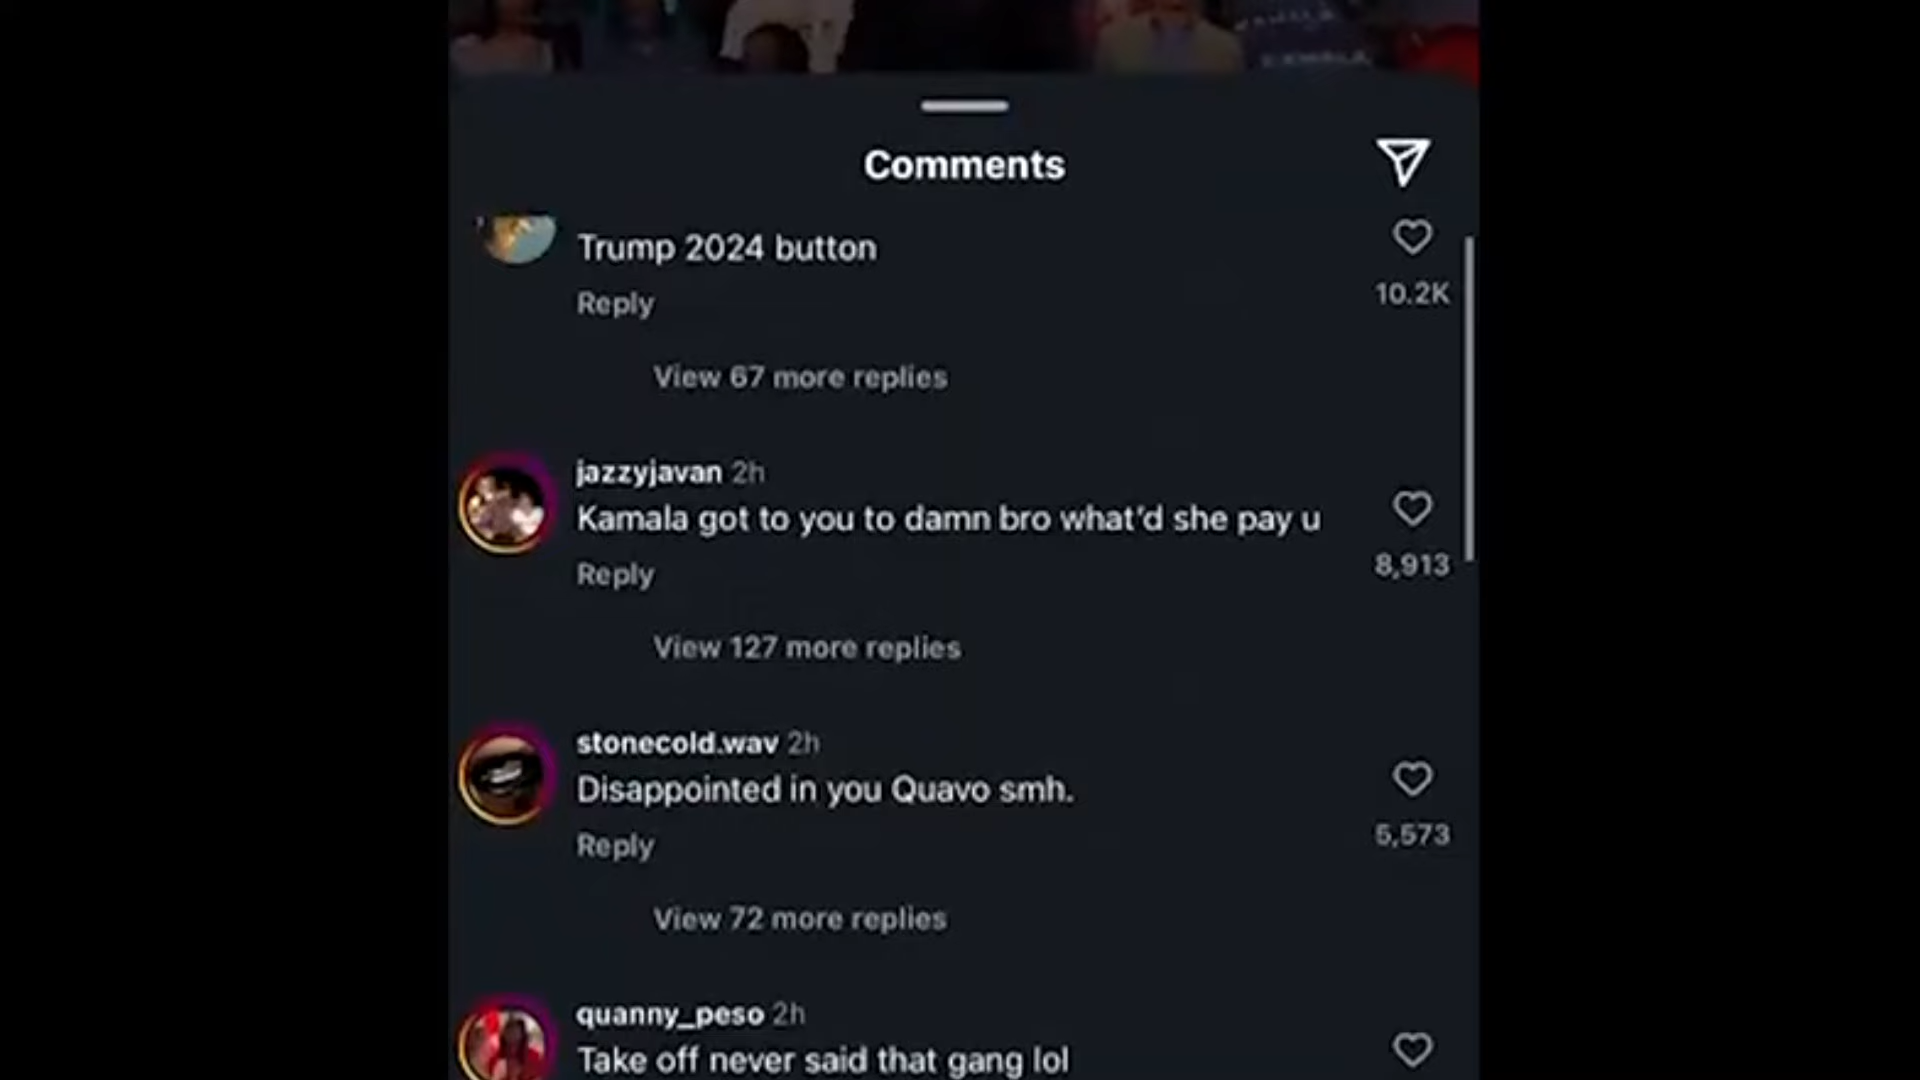 KAMALA
Comments
Trump 2024 button
10.2K
Reply
View 67 more replies
jazzyjavan 2h
Kamala got to you to damn bro what'd she pay u
8,913
Reply
View 127 more replies
stonecold.wav 2h
Disappointed in you Quavo smh.
5,573
Reply
View 72 more replies
quanny_peso 2h
Take off never said that gang lol